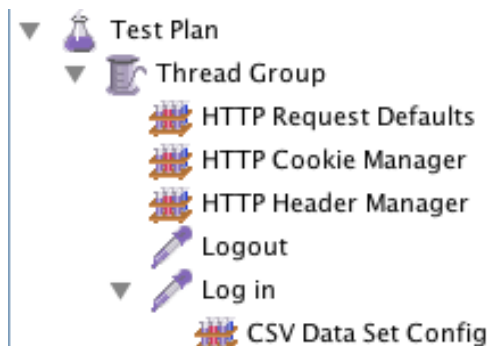 Test Plan
Thread Group
HTTP Request Defaults
HTTP Cookie Manager
HTTP Header Manager
Logout
Log in
CSV Data Set Config